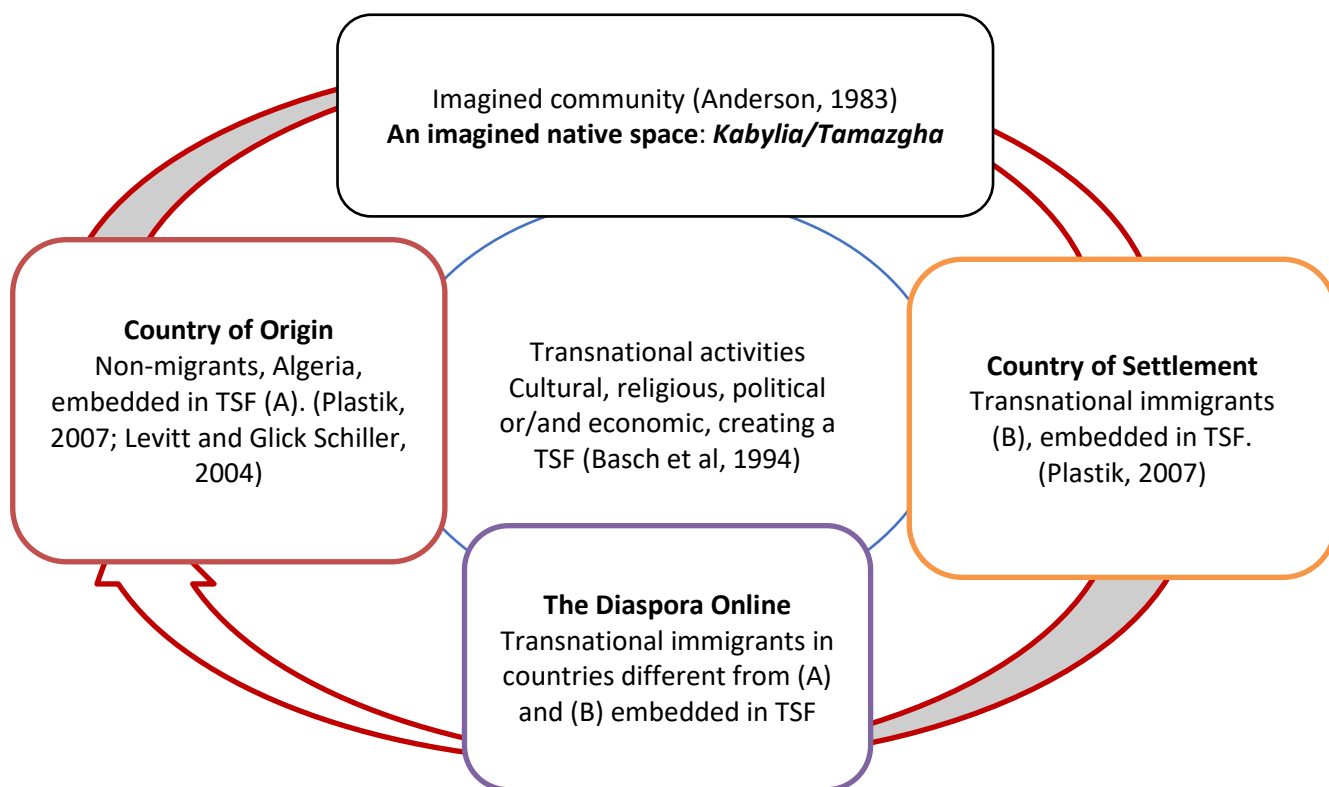 Imagined community (Anderson, 1983)
An imagined native space: Kabylia/Tamazgha
Country of Origin
Non-migrants, Algeria,
embedded in TSF (A). (Plastik,
2007; Levitt and Glick Schiller,
2004)
Transnational activities
Cultural, religious, political
or/and economic, creating a
TSF (Basch et al, 1994)
Country of Settlement
Transnational immigrants
(B), embedded in TSF.
(Plastik, 2007)
The Diaspora Online
Transnational immigrants in
countries different from (A)
and (B) embedded in TSF